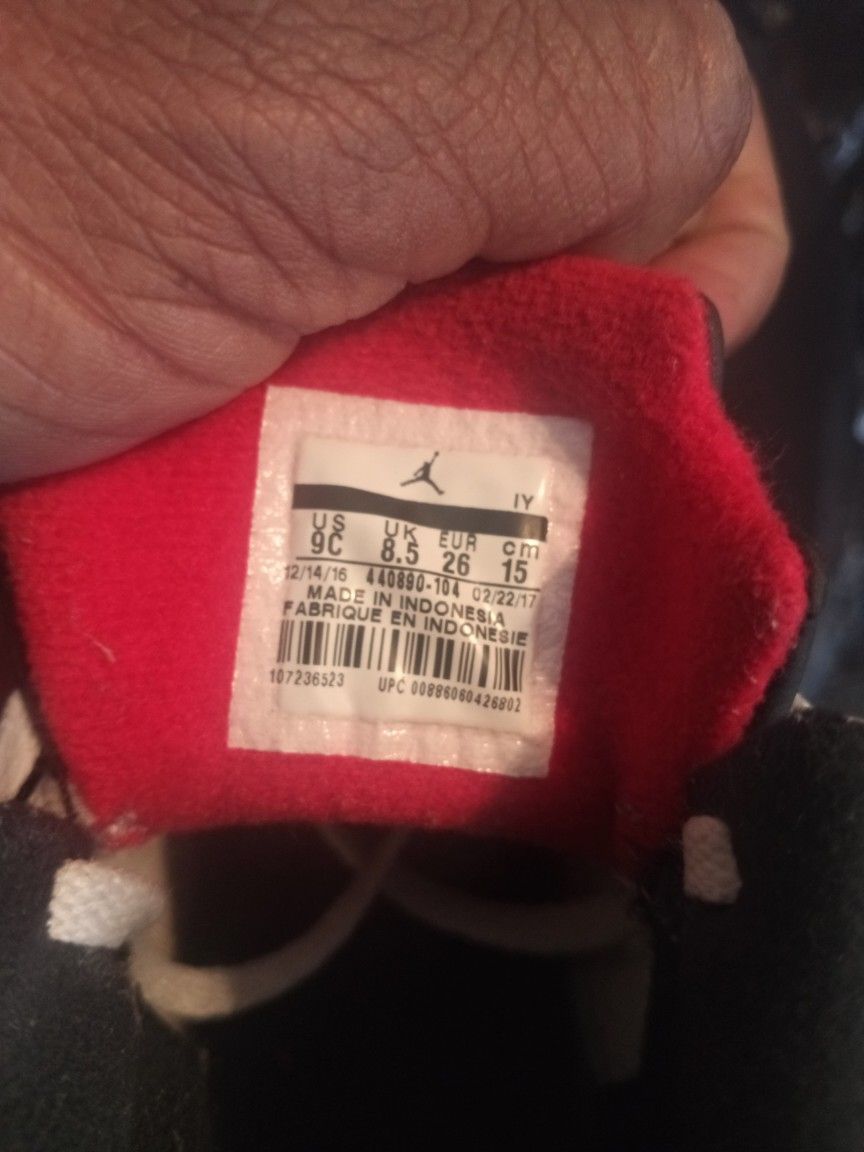 IY
US UK EUR cm
9C 8.5 26 15
12/14/16 440890-104 02/22/17
MADE IN INDONESIA
FABRIQUE EN INDONESIE
107236523 UPC 00886060426802